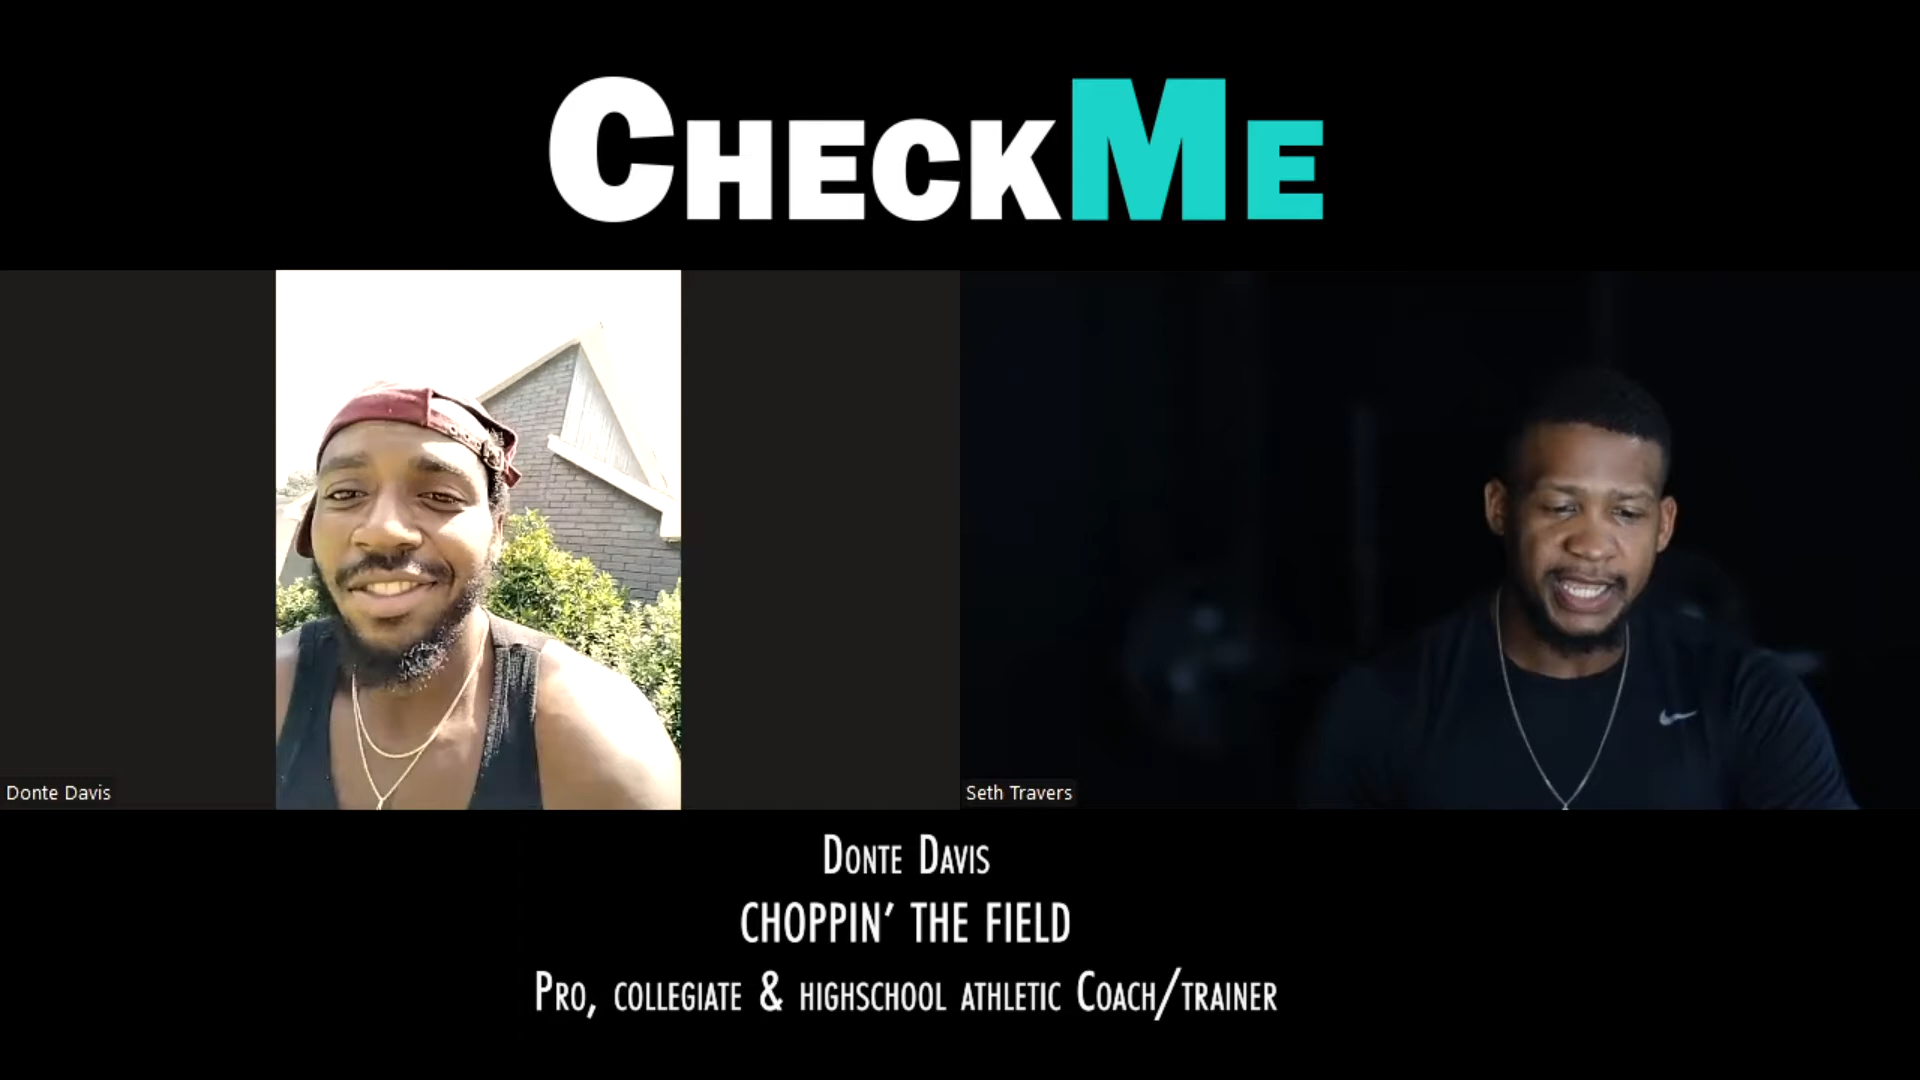 CHECKME
Donte Davis
Seth Travers
DONTE DAVIS
CHOPPIN' THE FIELD
PRO, COLLEGIATE & HIGHSCHOOL ATHLETIC COACH/TRAINER